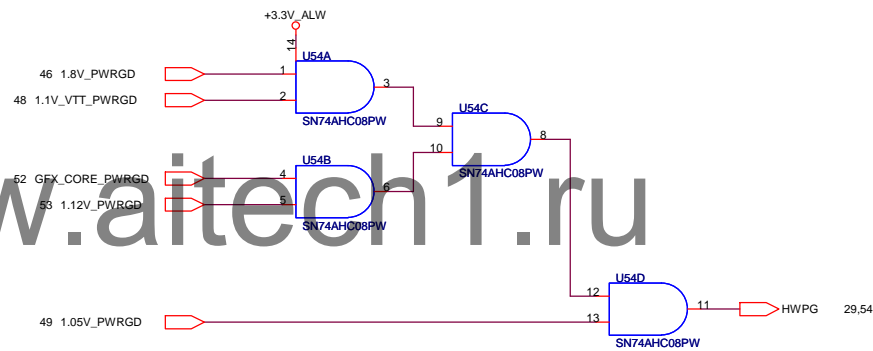 +3.3V_ALW
14
U54A
46 1.8V_PWRGD 1
3
48 1.1V_VTT_PWRGD 2
SN74AHC08PW
U54C
9
8
10
SN74AHC08PW
U54B
52 GFX_CORE_PWRGD 4
6
53 1.12V_PWRGD 5
SN74AHC08PW
w.aitech1.ru
U54D
12
11 HWPG 29,54
49 1.05V_PWRGD 13
SN74AHC08PW